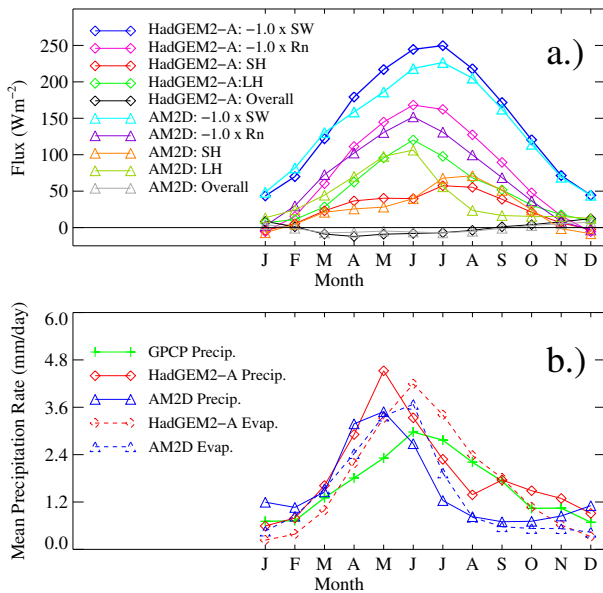 300
250
200
150
100
50
0
Flux (Wm−2)
HadGEM2−A: −1.0 x SW
HadGEM2−A: −1.0 x Rn
HadGEM2−A: SH
HadGEM2−A:LH
HadGEM2−A: Overall
AM2D: −1.0 x SW
AM2D: −1.0 x Rn
AM2D: SH
AM2D: LH
AM2D: Overall
a.)
J F M A M J J A S O N D
Month
6.0
4.8
3.6
2.4
1.2
0.0
Mean Precipitation Rate (mm/day)
GPCP Precip.
HadGEM2−A Precip.
AM2D Precip.
HadGEM2−A Evap.
AM2D Evap.
b.)
J F M A M J J A S O N D
Month